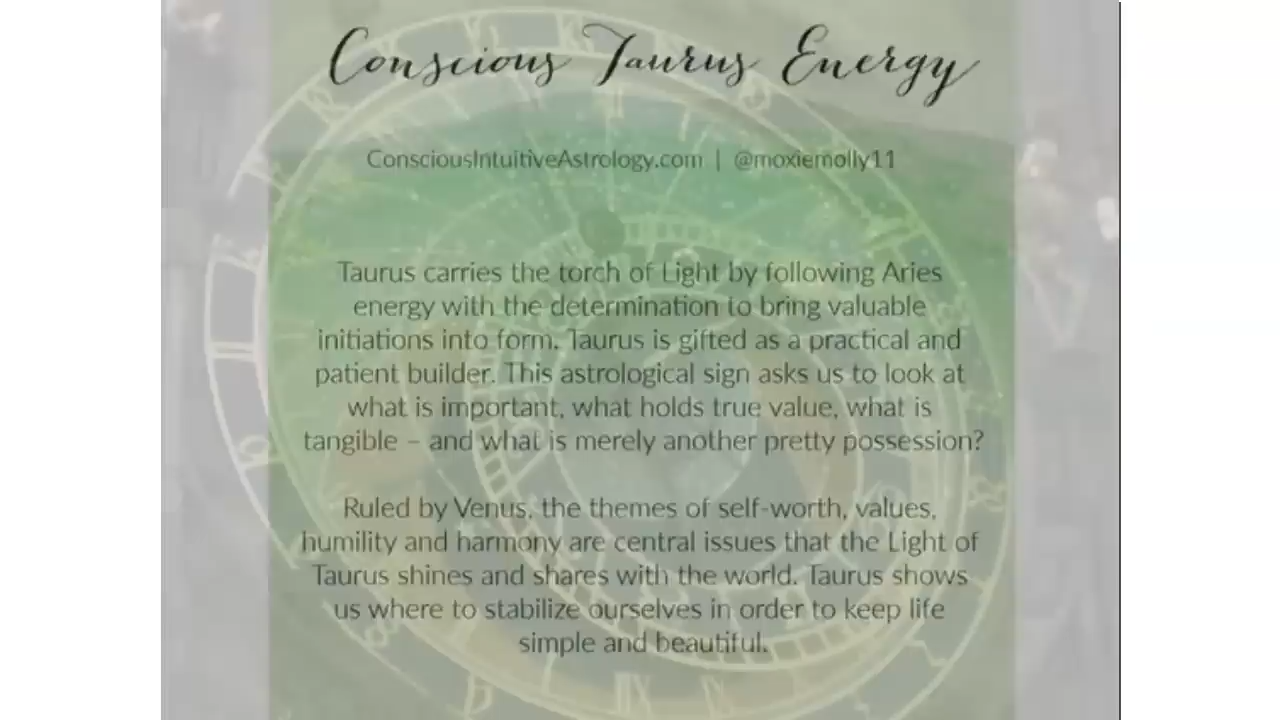 Conscious Taurus Energy
ConsciousIntuitiveAstrology.com | @moxiemolly11
Taurus carries the torch of Light by following Aries
energy with the determination to bring valuable
initiations into form. Taurus is gifted as a practical and
patient builder. This astrological sign asks us to look at
what is important, what holds true value, what is
tangible – and what is merely another pretty possession?
Ruled by Venus, the themes of self-worth, values,
humility and harmony are central issues that the Light of
Taurus shines and shares with the world. Taurus shows
us where to stabilize ourselves in order to keep life
simple and beautiful.